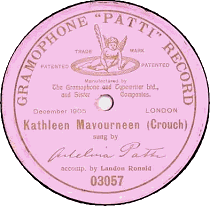 GRAMOPHONE "PATTI" RECORD
TRADE MARK
PATENTED PATENTED
Manufactured by
The Gramophone and Typewriter Ltd.,
and Sister Companies.
December 1905 LONDON
Kathleen Mavourneen (Crouch)
sung by
Adelina Patti
accomp. by Landon Ronald
03057